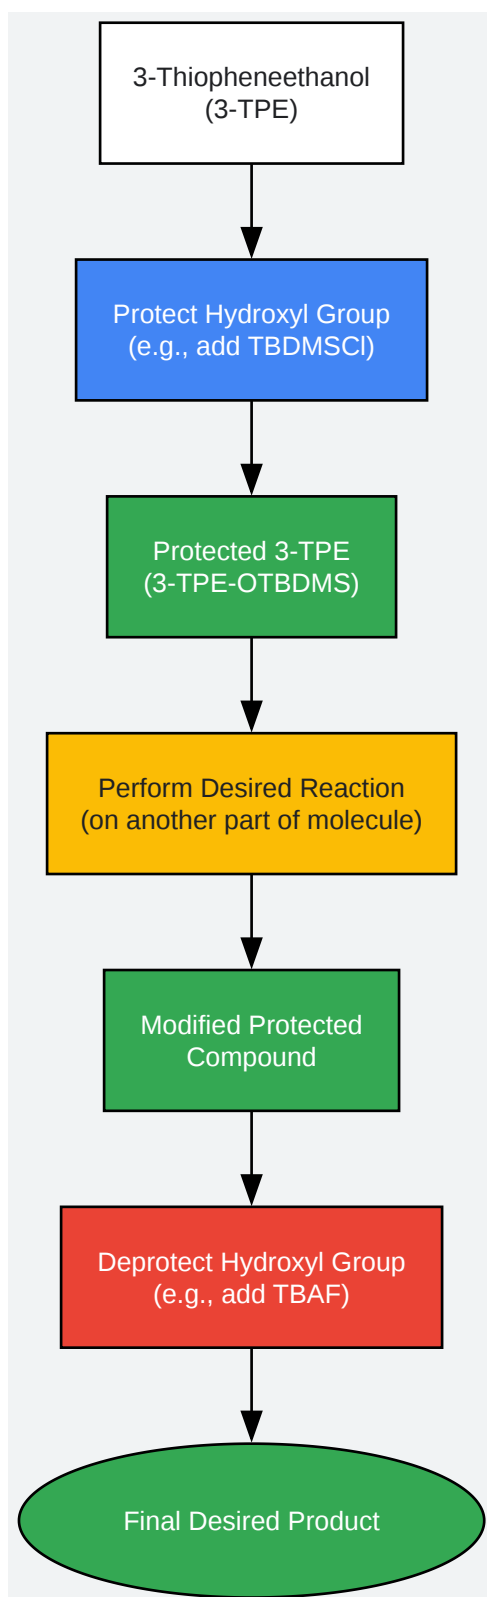 3-Thiopheneethanol
(3-TPE)
Protect Hydroxyl Group
(e.g., add TBDMSCl)
Protected 3-TPE
(3-TPE-OTBDMS)
Perform Desired Reaction
(on another part of molecule)
Modified Protected
Compound
Deprotect Hydroxyl Group
(e.g., add TBAF)
Final Desired Product